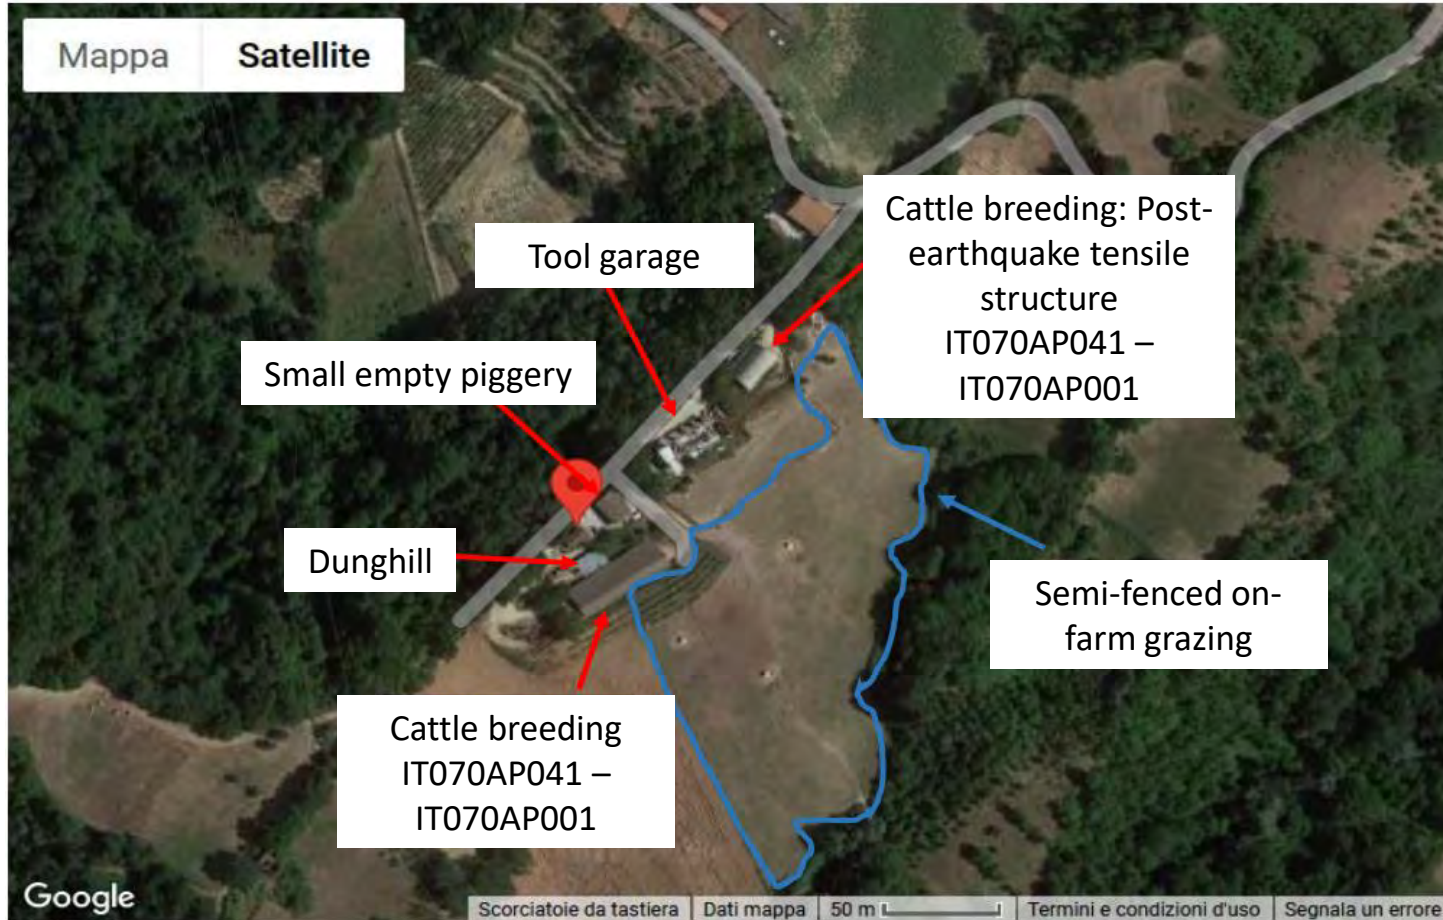 Mappa
Satellite
Cattle breeding: Post-
earthquake tensile
structure
IT070AP041 –
IT070AP001
Tool garage
Small empty piggery
Dunghill
Semi-fenced on-
farm grazing
Cattle breeding
IT070AP041 –
IT070AP001
Google
Scorciatoie da tastiera
Dati mappa
50 m
Termini e condizioni d'uso
Segnala un errore